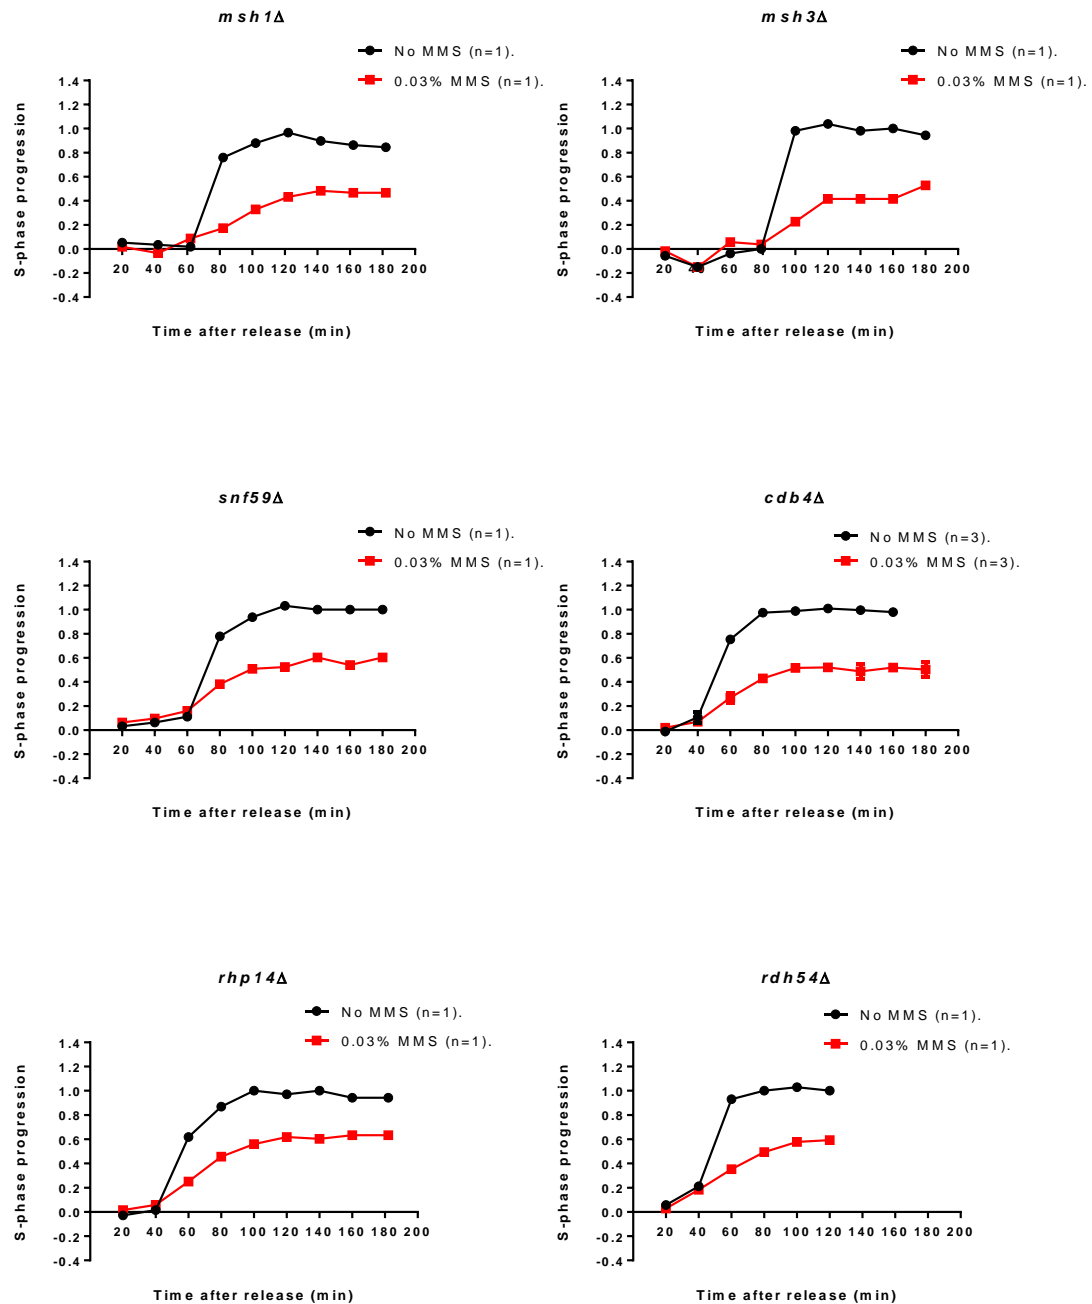 msh1Δ
No MMS (n=1).
0.03% MMS (n=1).
S-phase progression
1.4
1.2
1.0
0.8
0.6
0.4
0.2
0.0
-0.2
-0.4
20 40 60 80 100 120 140 160 180 200
Time after release (min)
msh3Δ
No MMS (n=1).
0.03% MMS (n=1).
S-phase progression
1.4
1.2
1.0
0.8
0.6
0.4
0.2
0.0
-0.2
-0.4
20 40 60 80 100 120 140 160 180 200
Time after release (min)
snf59Δ
No MMS (n=1).
0.03% MMS (n=1).
S-phase progression
1.4
1.2
1.0
0.8
0.6
0.4
0.2
0.0
-0.2
-0.4
20 40 60 80 100 120 140 160 180 200
Time after release (min)
cdb4Δ
No MMS (n=3).
0.03% MMS (n=3).
S-phase progression
1.4
1.2
1.0
0.8
0.6
0.4
0.2
0.0
-0.2
-0.4
20 40 60 80 100 120 140 160 180 200
Time after release (min)
rhp14Δ
No MMS (n=1).
0.03% MMS (n=1).
S-phase progression
1.4
1.2
1.0
0.8
0.6
0.4
0.2
0.0
-0.2
-0.4
20 40 60 80 100 120 140 160 180 200
Time after release (min)
rdh54Δ
No MMS (n=1).
0.03% MMS (n=1).
S-phase progression
1.4
1.2
1.0
0.8
0.6
0.4
0.2
0.0
-0.2
-0.4
20 40 60 80 100 120 140 160 180 200
Time after release (min)